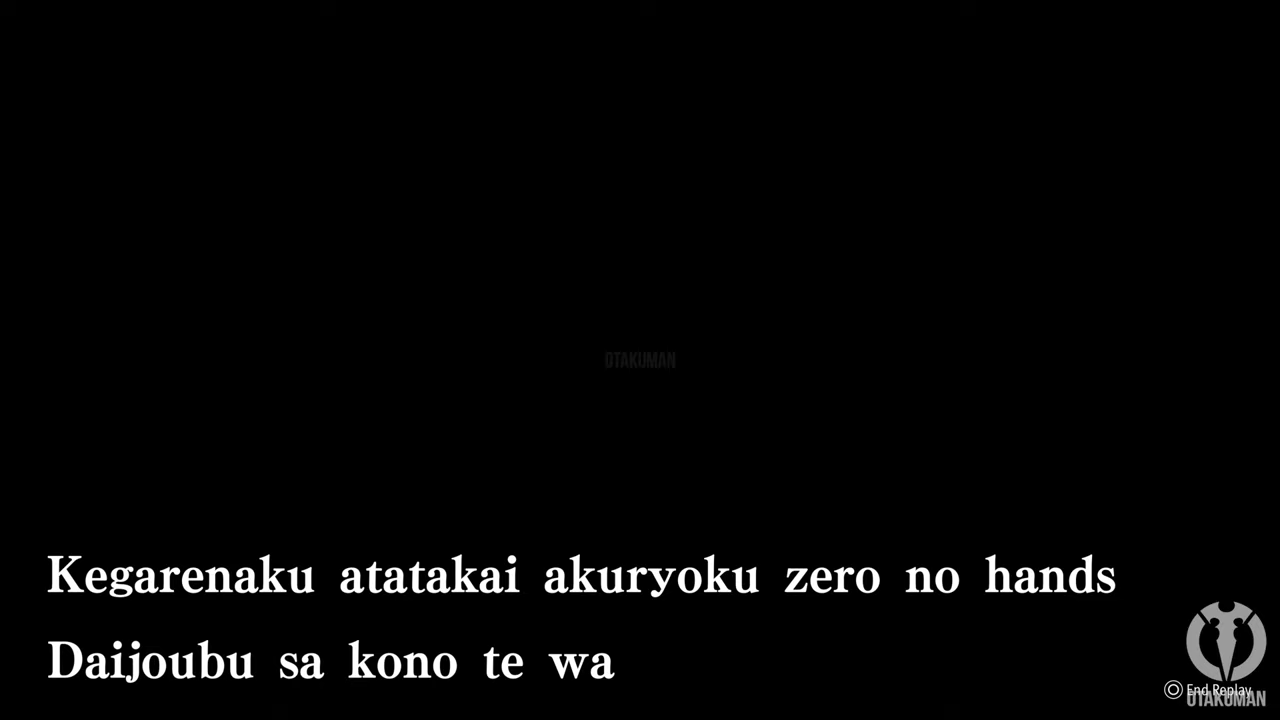 OTAKUMAN
Kegarenaku atatakai akuryoku zero no hands
Daijoubu sa kono te wa
End Replay
OTAKUMAN